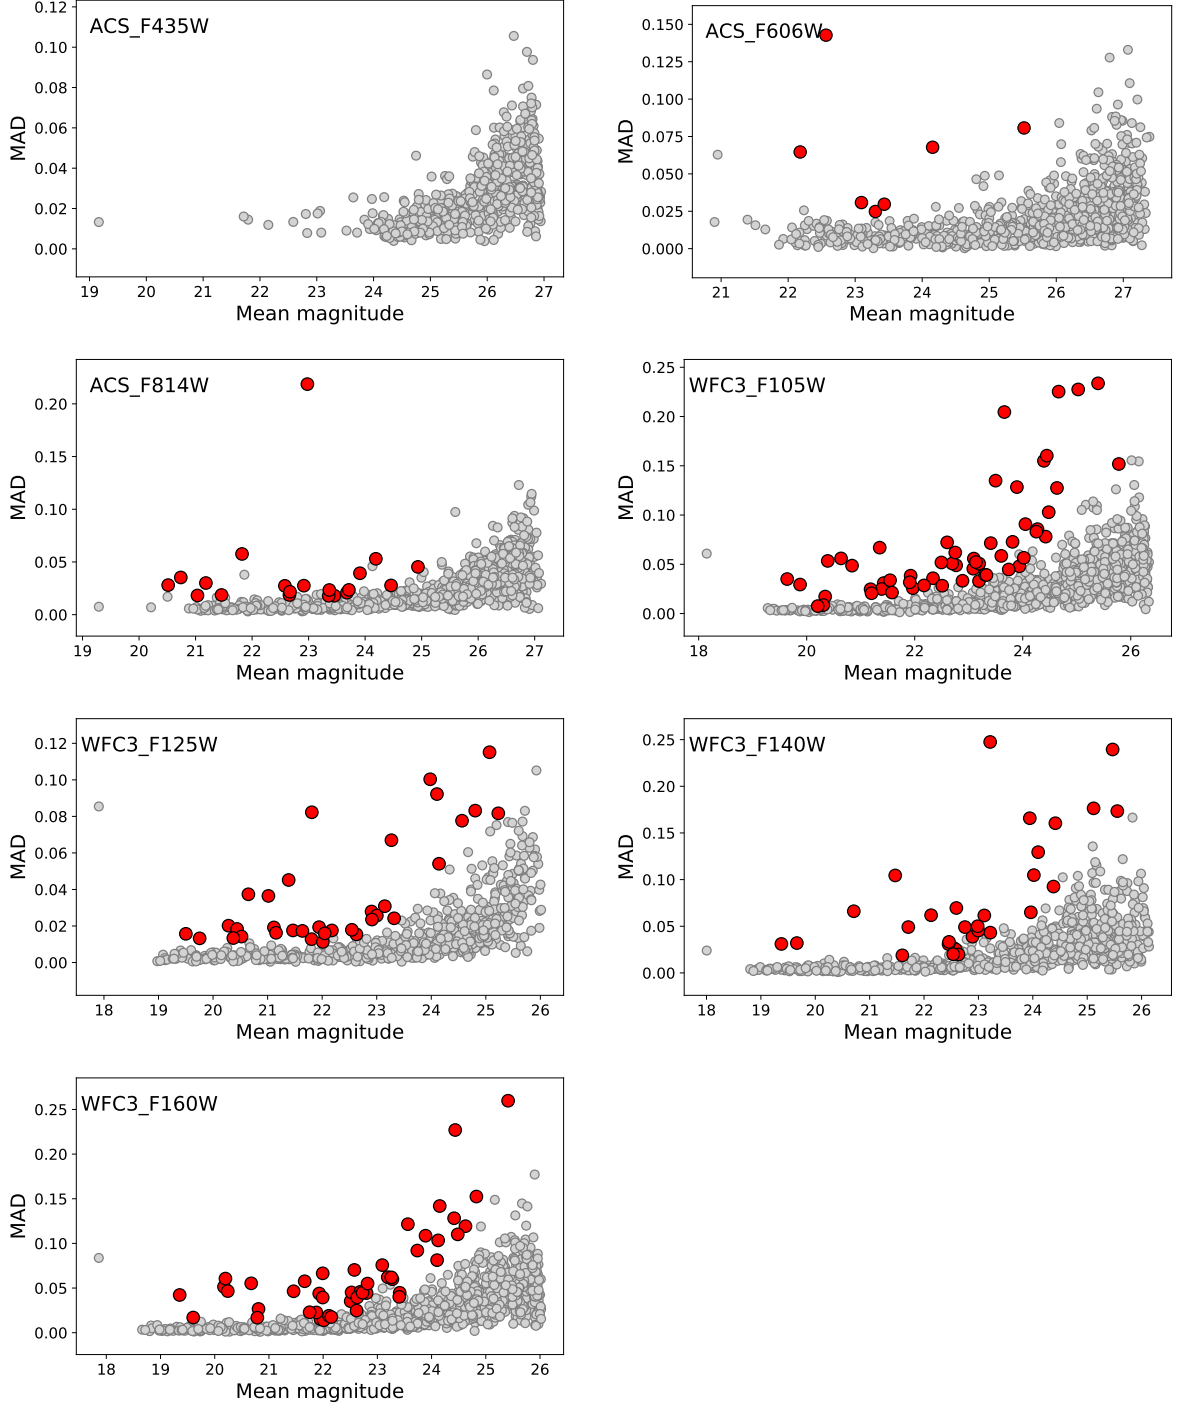 ACS_F435W
MAD
0.12
0.10
0.08
0.06
0.04
0.02
0.00
19 20 21 22 23 24 25 26 27
Mean magnitude
ACS_F606W
MAD
0.150
0.125
0.100
0.075
0.050
0.025
0.000
21 22 23 24 25 26 27
Mean magnitude
ACS_F814W
MAD
0.20
0.15
0.10
0.05
0.00
19 20 21 22 23 24 25 26 27
Mean magnitude
WFC3_F105W
MAD
0.25
0.20
0.15
0.10
0.05
0.00
18 20 22 24 26
Mean magnitude
WFC3_F125W
MAD
0.12
0.10
0.08
0.06
0.04
0.02
0.00
18 19 20 21 22 23 24 25 26
Mean magnitude
WFC3_F140W
MAD
0.25
0.20
0.15
0.10
0.05
0.00
18 19 20 21 22 23 24 25 26
Mean magnitude
WFC3_F160W
MAD
0.25
0.20
0.15
0.10
0.05
0.00
18 19 20 21 22 23 24 25 26
Mean magnitude